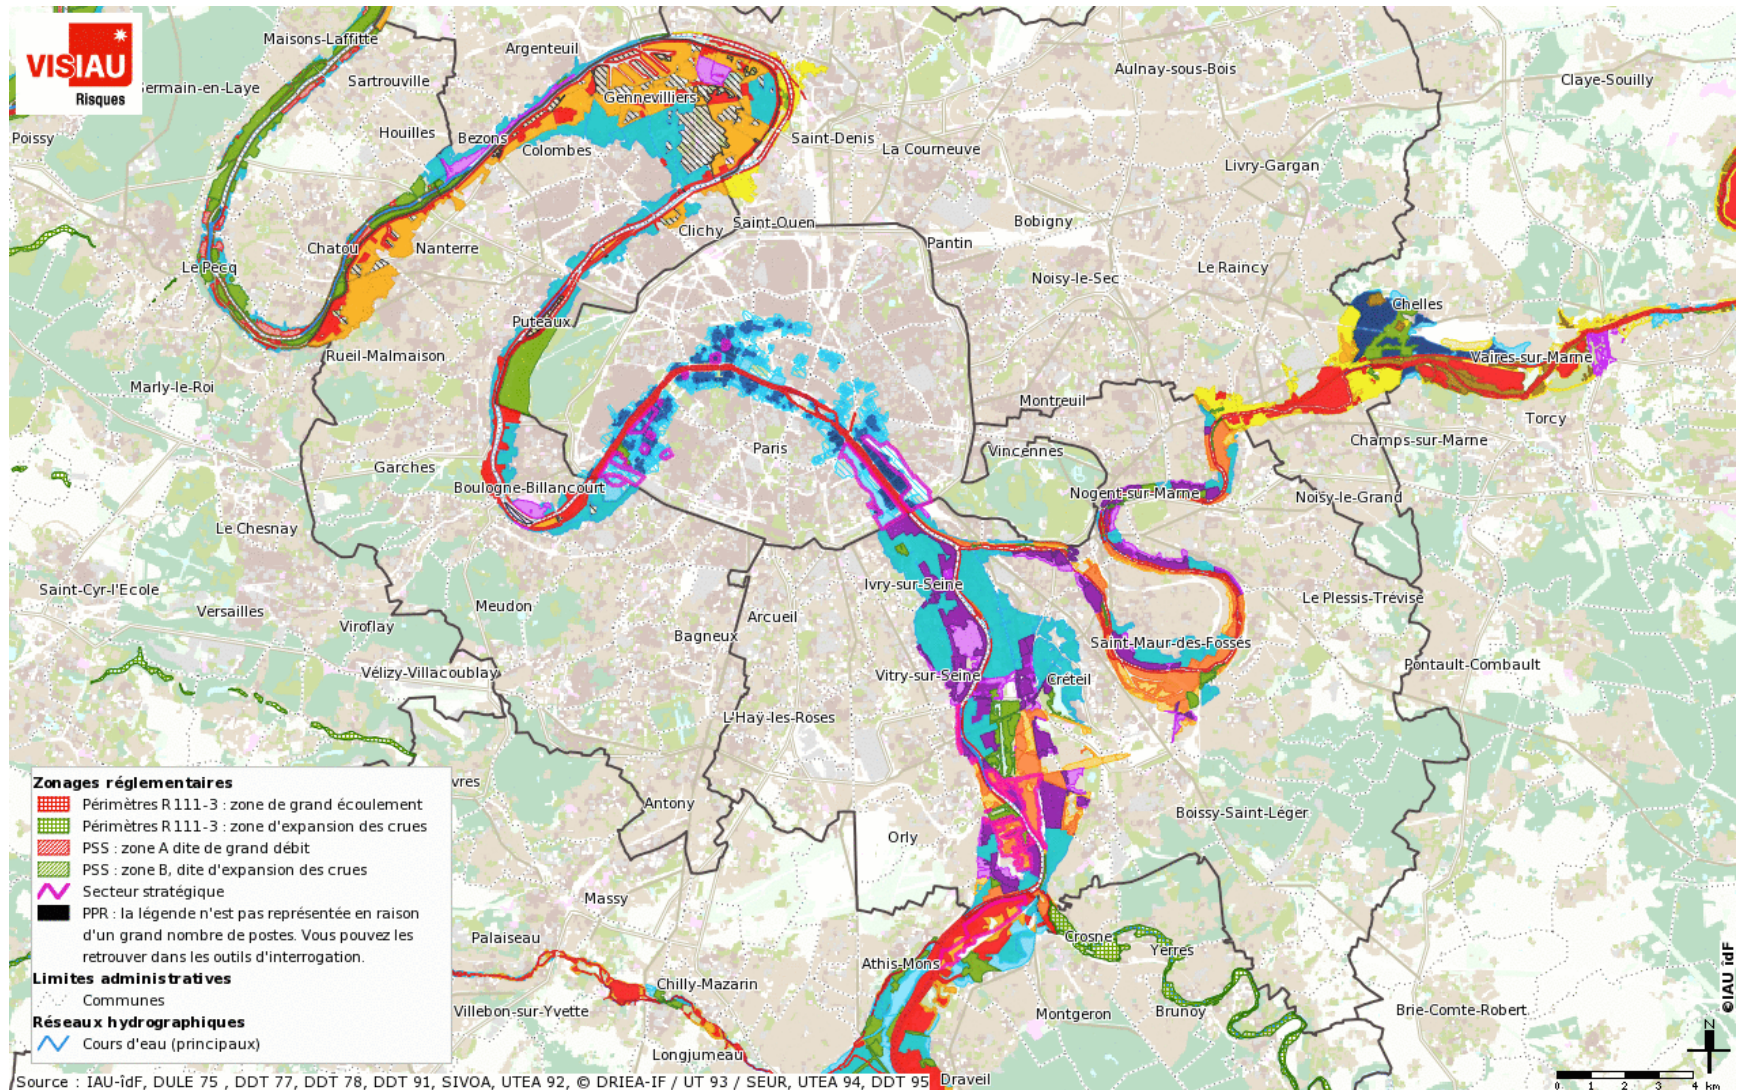 VISIAU
Risques
Maisons-Laffitte
Argenteuil
Aulnay-sous-Bois
Claye-Souilly
Sartrouville
ermain-en-Laye
Gennevilliers
Poissy
Houilles
Bezons
Colombes
Saint-Denis
La Courneuve
Livry-Gargan
Saint-Ouen
Clichy
Bobigny
Pantin
Chatou
Nanterre
Le Pecq
Noisy-le-Sec
Le Raincy
Chelles
Puteaux
Rueil-Malmaison
Vaires-sur-Marne
Marly-le-Roi
Montreuil
Torcy
Champs-sur-Marne
Paris
Vincennes
Garches
Boulogne-Billancourt
Nogent-sur-Marne
Noisy-le-Grand
Le Chesnay
Ivry-sur-Seine
Saint-Cyr-l'Ecole
Versailles
Meudon
Le Plessis-Trévise
Viroflay
Arcueil
Bagneux
Saint-Maur-des-Fosses
Vélizy-Villacoublay
Vitry-sur-Seine
Créteil
Pontault-Combault
L'Haÿ-les-Roses
vres
Antony
Orly
Boissy-Saint-Léger
Massy
Palaiseau
Crosne
Yerres
Athis-Mons
Chilly-Mazarin
Villebon-sur-Yvette
Montgeron
Brunoy
Brie-Comte-Robert
Longjumeau
Draveil
Zonages réglementaires
Périmètres R111-3 : zone de grand écoulement
Périmètres R111-3 : zone d'expansion des crues
PSS : zone A dite de grand débit
PSS : zone B, dite d'expansion des crues
Secteur stratégique
PPR : la légende n'est pas représentée en raison
d'un grand nombre de postes. Vous pouvez les
retrouver dans les outils d'interrogation.
Limites administratives
Communes
Réseaux hydrographiques
Cours d'eau (principaux)
Source : IAU-îdF, DULE 75 , DDT 77, DDT 78, DDT 91, SIVOA, UTEA 92, © DRIEA-IF / UT 93 / SEUR, UTEA 94, DDT 95
©IAU îdF
N
0 1 2 3 4 km